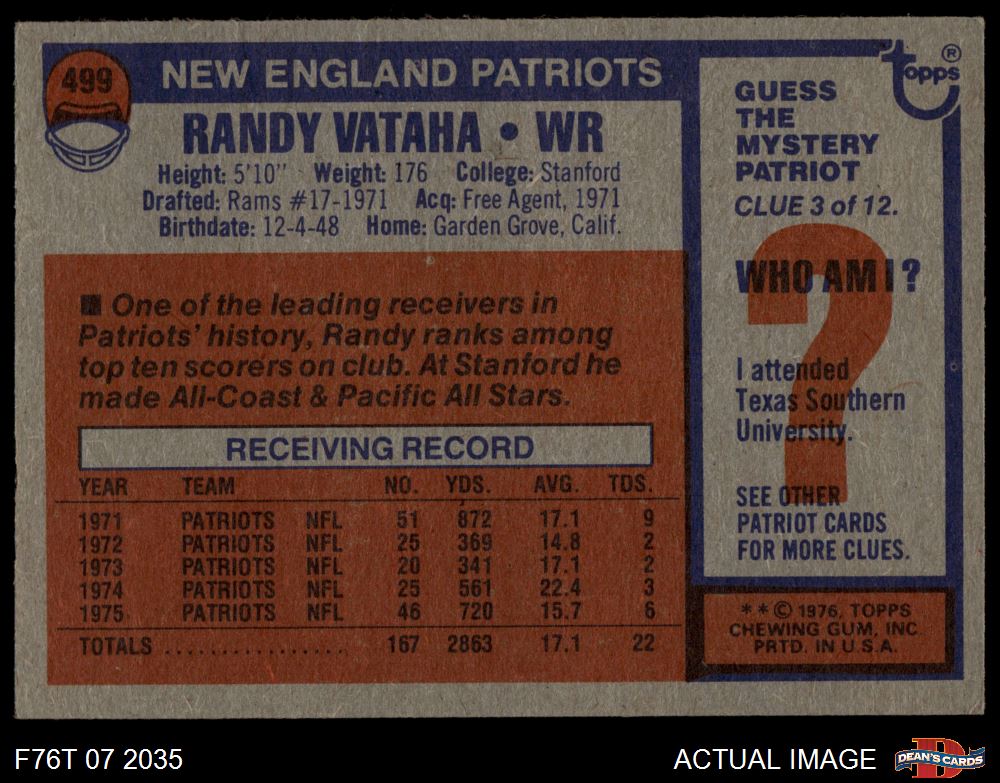 499
NEW ENGLAND PATRIOTS
RANDY VATAHA • WR
Height: 5'10" Weight: 176 College: Stanford
Drafted: Rams #17-1971 Acq: Free Agent, 1971
Birthdate: 12-4-48 Home: Garden Grove, Calif.
■ One of the leading receivers in
Patriots' history, Randy ranks among
top ten scorers on club. At Stanford he
made All-Coast & Pacific All Stars.
RECEIVING RECORD
YEAR TEAM NO. YDS. AVG. TDS.
1971 PATRIOTS NFL 51 872 17.1 9
1972 PATRIOTS NFL 25 369 14.8 2
1973 PATRIOTS NFL 20 341 17.1 2
1974 PATRIOTS NFL 25 561 22.4 3
1975 PATRIOTS NFL 46 720 15.7 6
TOTALS ................. 167 2863 17.1 22
topps ®
GUESS
THE
MYSTERY
PATRIOT
CLUE 3 of 12.
?
WHO AM I?
I attended
Texas Southern
University.
SEE OTHER
PATRIOT CARDS
FOR MORE CLUES.
* * © 1976, TOPPS
CHEWING GUM, INC.
PRTD. IN U.S.A.
F76T 07 2035
ACTUAL IMAGE
D
DEAN'S CARDS